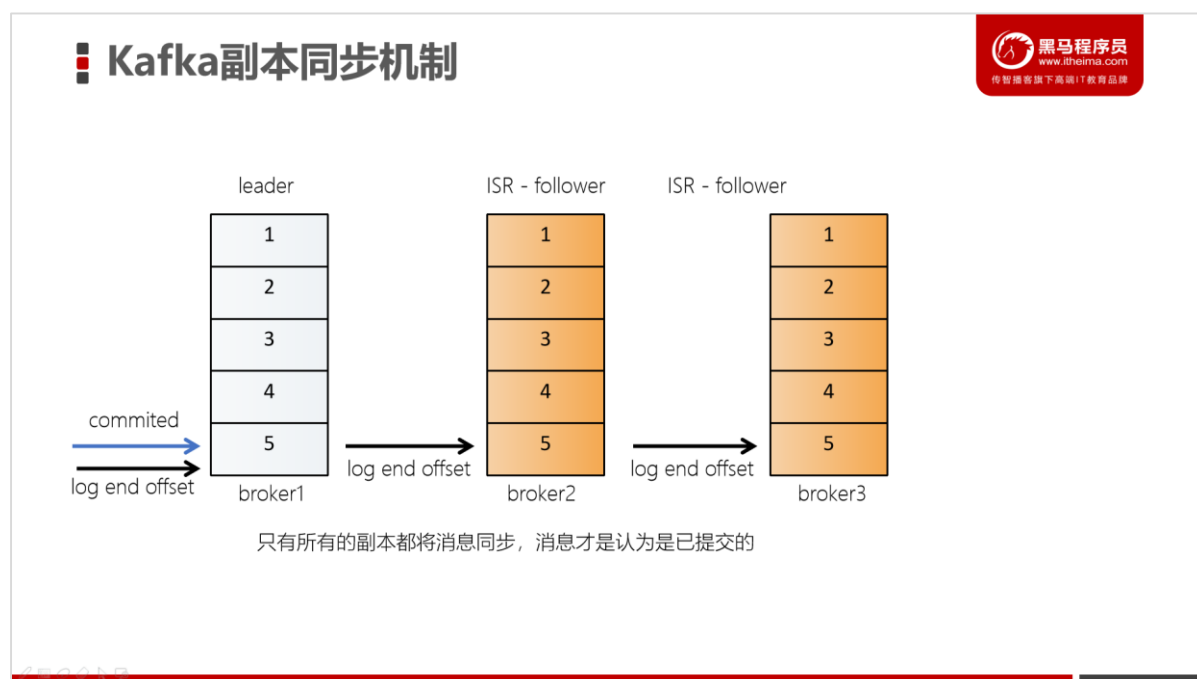 Kafka副本同步机制
黑马程序员
www.itheima.com
传智播客旗下高端IT教育品牌
leader
ISR - follower
ISR - follower
1
1
1
2
2
2
3
3
3
4
4
4
commited
5
5
5
log end offset
log end offset
log end offset
broker1
broker2
broker3
只有所有的副本都将消息同步，消息才是认为是已提交的